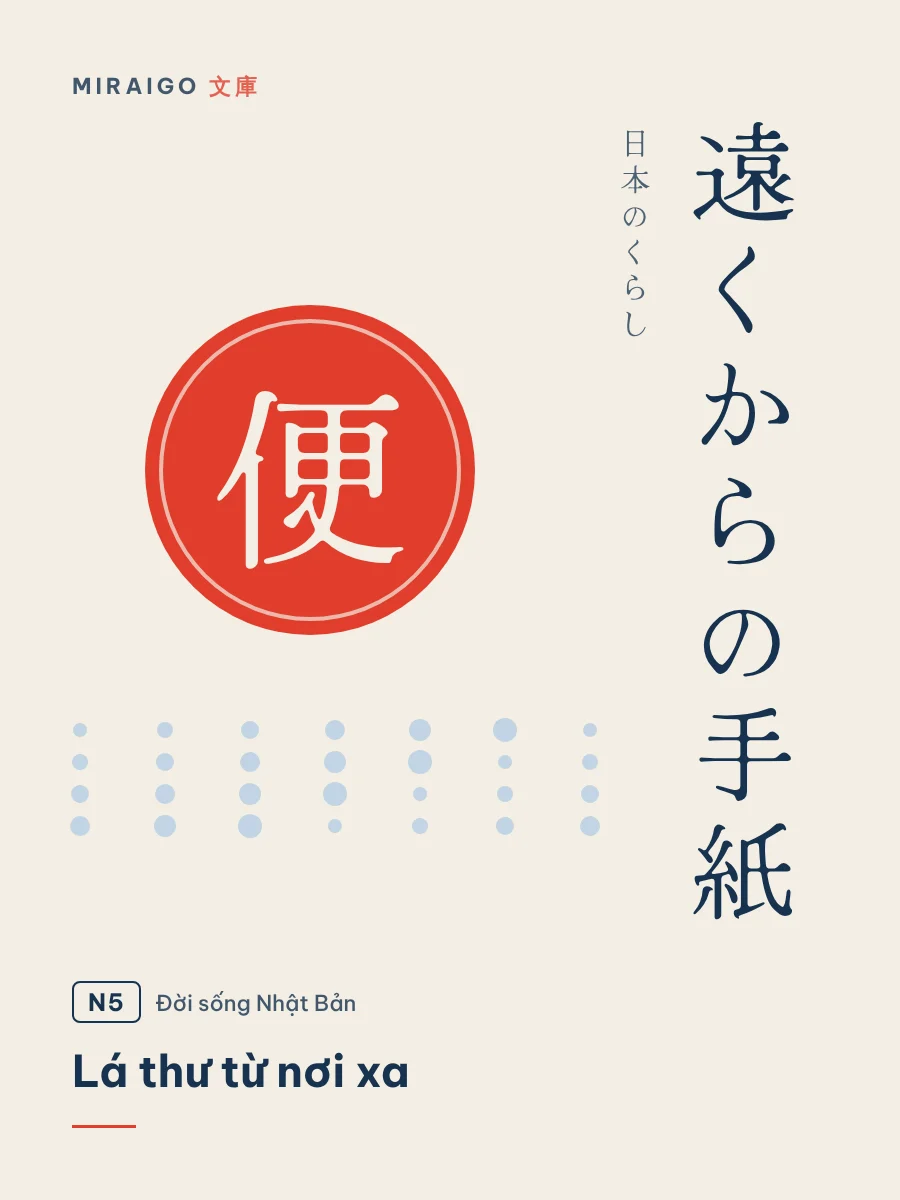 MIRAIGO 文庫
遠くからの手紙
日本のくらし
便
N5 Đời sống Nhật Bản
Lá thư từ nơi xa